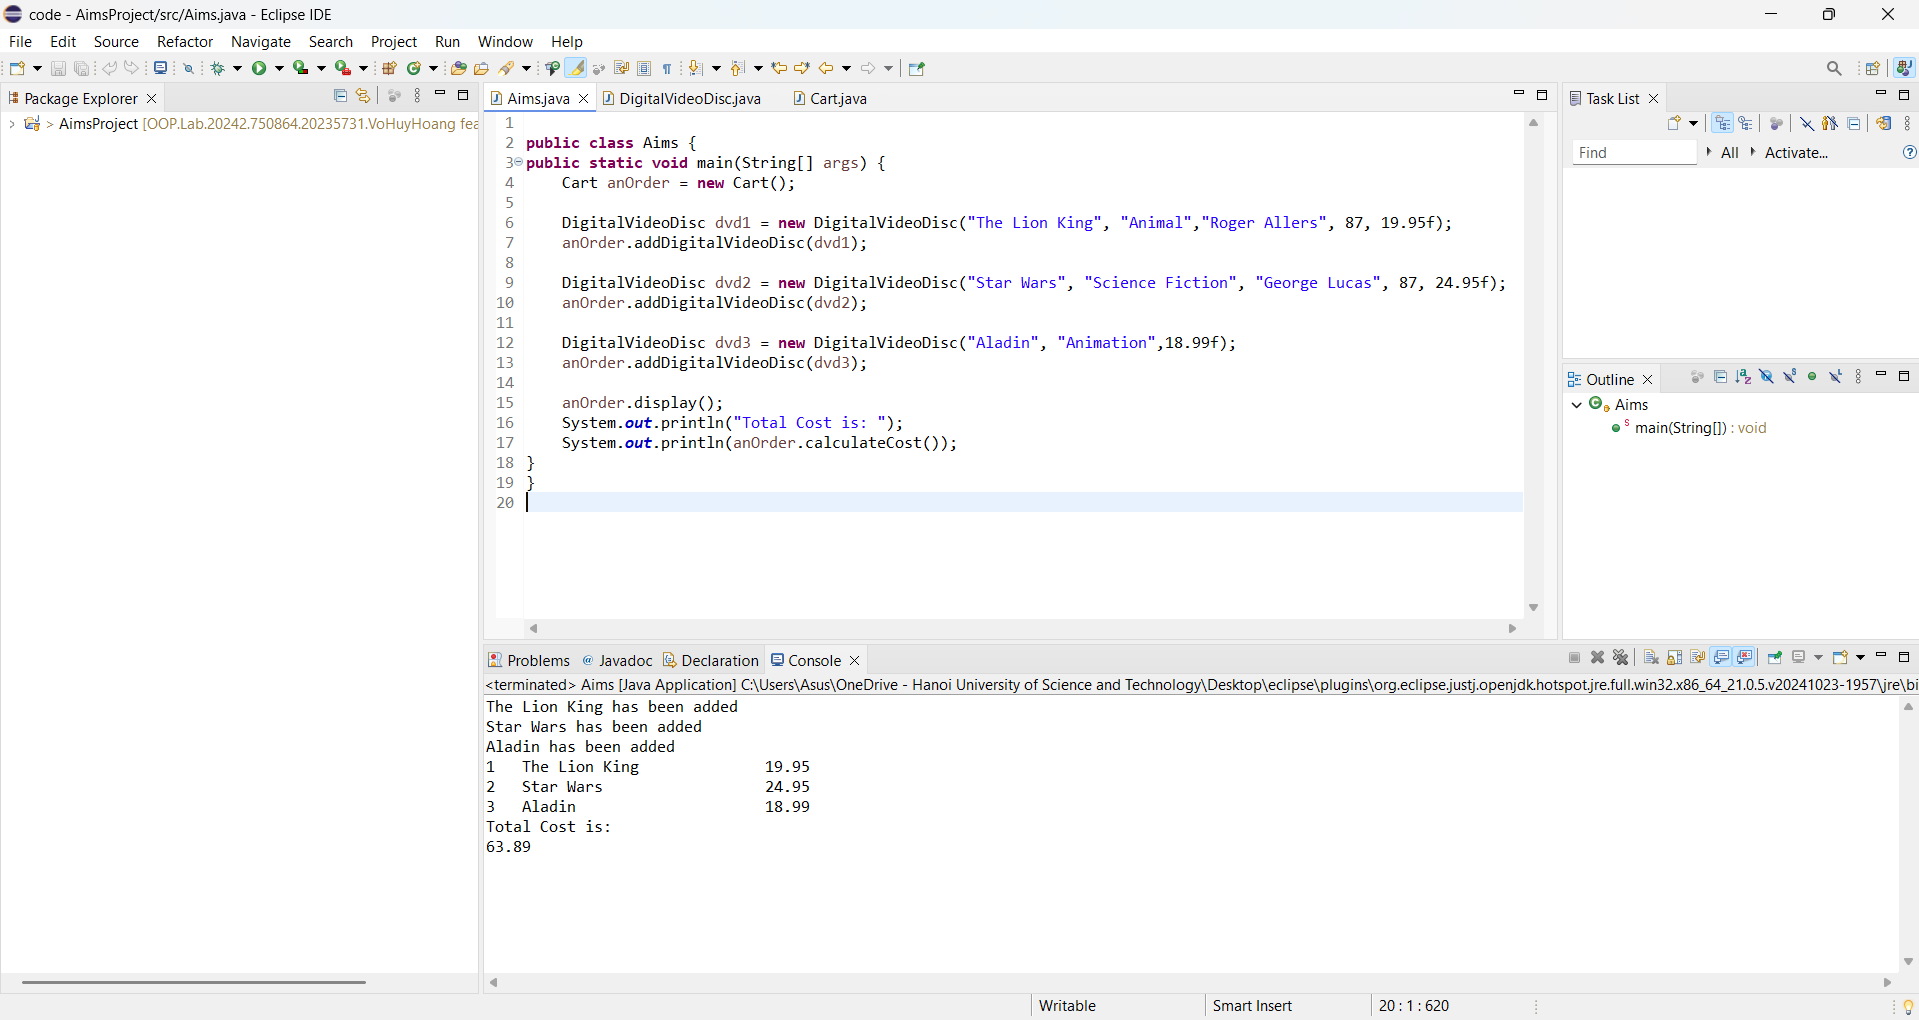 code - AimsProject/src/Aims.java - Eclipse IDE
File Edit Source Refactor Navigate Search Project Run Window Help
Package Explorer
> AimsProject [OOP.Lab.20242.750864.20235731.VoHuyHoang fea
Aims.java DigitalVideoDisc.java Cart.java
1
2 public class Aims {
3 public static void main(String[] args) {
4 Cart anOrder = new Cart();
5
6 DigitalVideoDisc dvd1 = new DigitalVideoDisc("The Lion King", "Animal","Roger Allers", 87, 19.95f);
7 anOrder.addDigitalVideoDisc(dvd1);
8
9 DigitalVideoDisc dvd2 = new DigitalVideoDisc("Star Wars", "Science Fiction", "George Lucas", 87, 24.95f);
10 anOrder.addDigitalVideoDisc(dvd2);
11
12 DigitalVideoDisc dvd3 = new DigitalVideoDisc("Aladin", "Animation",18.99f);
13 anOrder.addDigitalVideoDisc(dvd3);
14
15 anOrder.display();
16 System.out.println("Total Cost is: ");
17 System.out.println(anOrder.calculateCost());
18 }
19 }
20
Task List
Find All Activate...
Outline
Aims
main(String[]) : void
Problems Javadoc Declaration Console
<terminated> Aims [Java Application] C:\Users\Asus\OneDrive - Hanoi University of Science and Technology\Desktop\eclipse\plugins\org.eclipse.justj.openjdk.hotspot.jre.full.win32.x86_64_21.0.5.v20241023-1957\jre\bi
The Lion King has been added
Star Wars has been added
Aladin has been added
1 The Lion King 19.95
2 Star Wars 24.95
3 Aladin 18.99
Total Cost is:
63.89
Writable Smart Insert 20 : 1 : 620